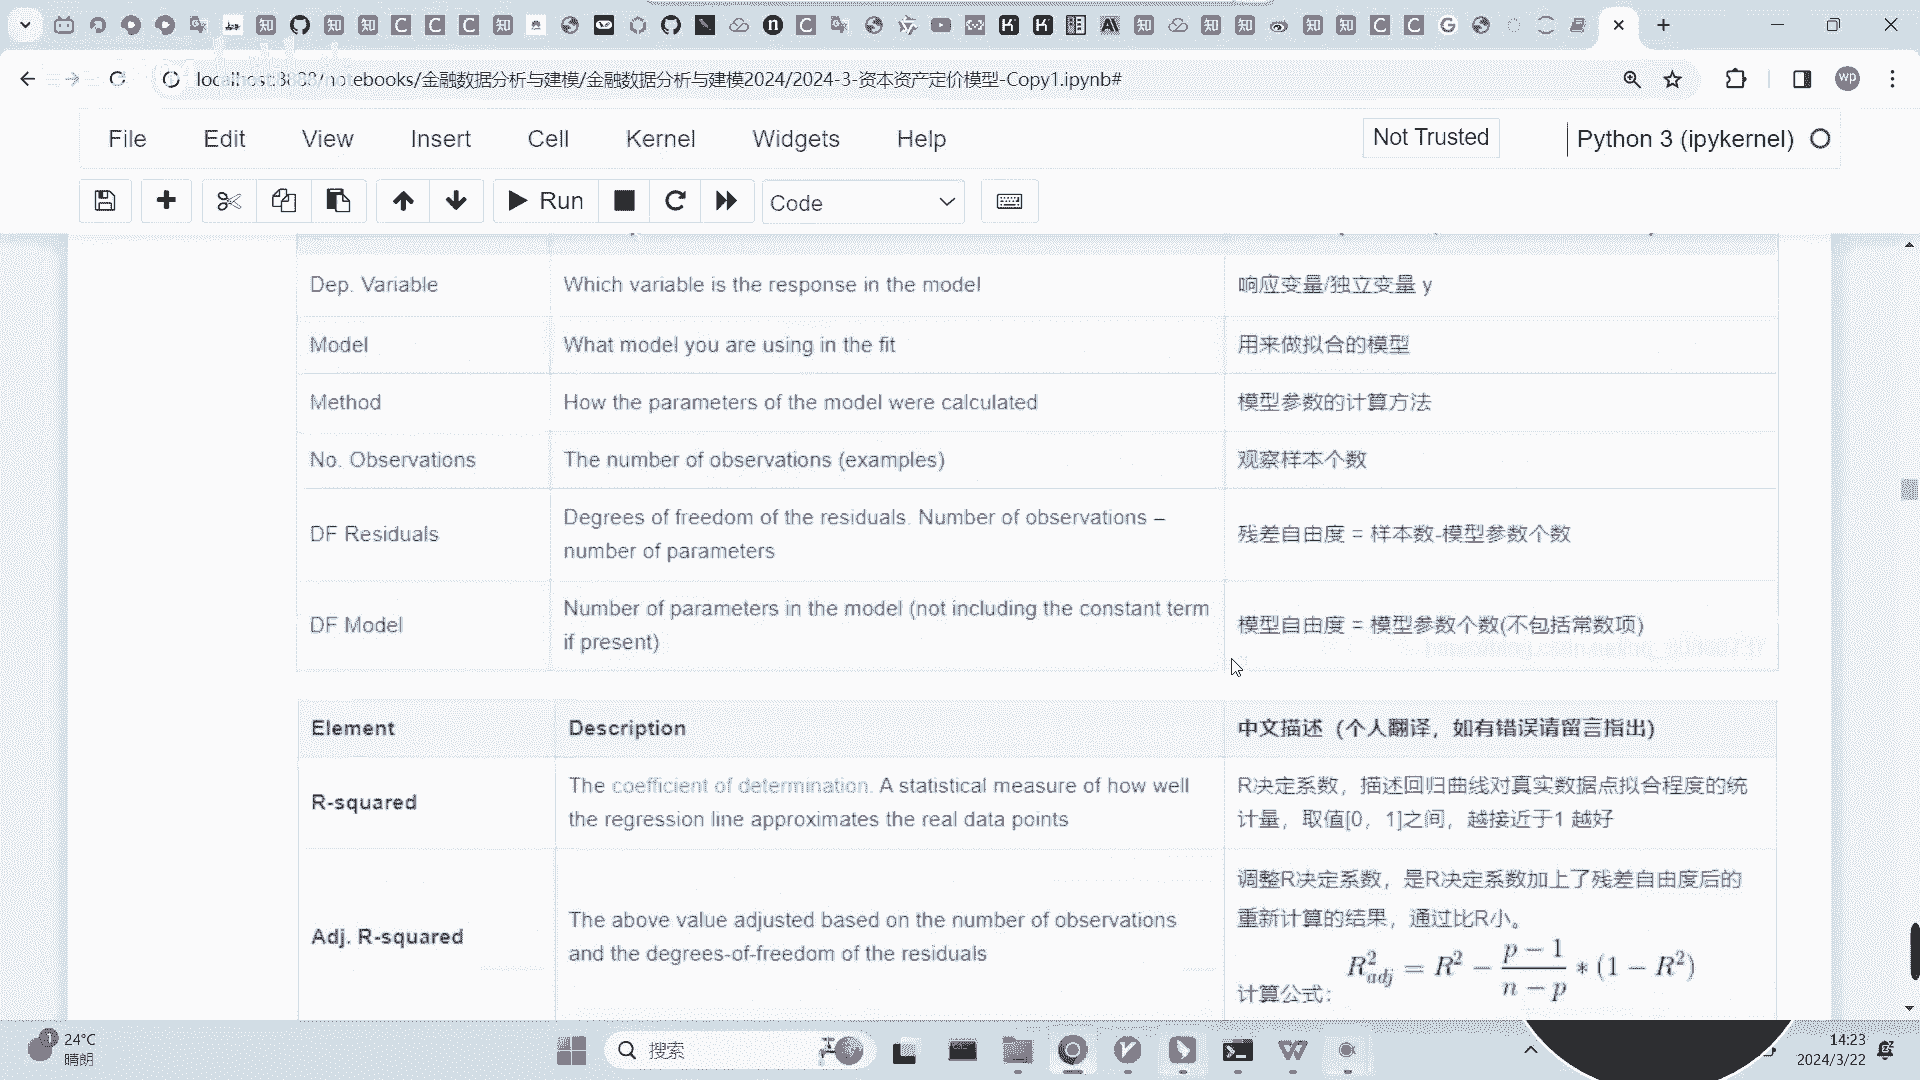 localhost:8888/notebooks/金融数据分析与建模/金融数据分析与建模2024/2024-3-资本资产定价模型-Copy1.ipynb#
wp
File Edit View Insert Cell Kernel Widgets Help
Not Trusted
Python 3 (ipykernel)
Run
Code
Dep. Variable
Which variable is the response in the model
响应变量/独立变量 y
Model
What model you are using in the fit
用来做拟合的模型
Method
How the parameters of the model were calculated
模型参数的计算方法
No. Observations
The number of observations (examples)
观察样本个数
DF Residuals
Degrees of freedom of the residuals. Number of observations –
number of parameters
残差自由度 = 样本数-模型参数个数
DF Model
Number of parameters in the model (not including the constant term
if present)
模型自由度 = 模型参数个数(不包括常数项)
Element
Description
中文描述（个人翻译，如有错误请留言指出）
R-squared
The coefficient of determination. A statistical measure of how well
the regression line approximates the real data points
R决定系数，描述回归曲线对真实数据点拟合程度的统
计量，取值[0，1]之间，越接近于1 越好
Adj. R-squared
The above value adjusted based on the number of observations
and the degrees-of-freedom of the residuals
调整R决定系数，是R决定系数加上了残差自由度后的
重新计算的结果，通过比R小。
计算公式： R²adj = R² − (p − 1)/(n − p) * (1 − R²)
24°C
晴朗
搜索
14:23
2024/3/22